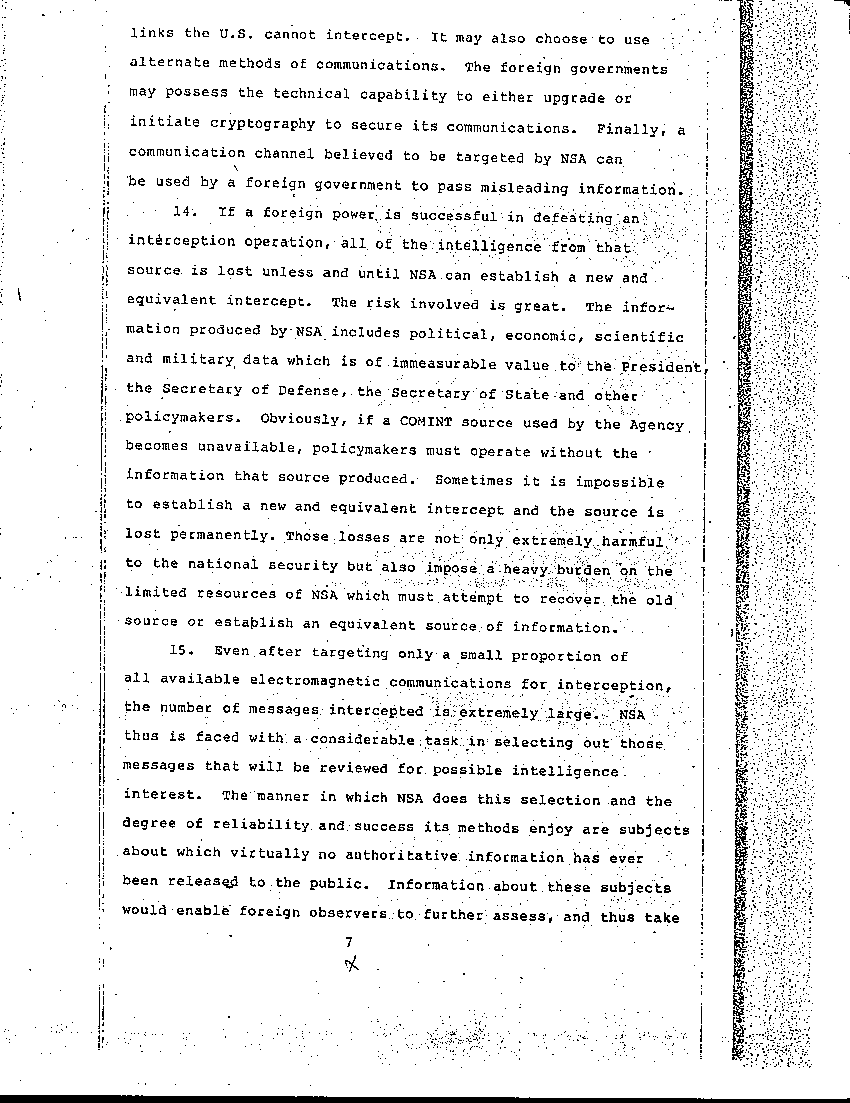 links the U.S. cannot intercept. It may also choose to use
alternate methods of communications. The foreign governments
may possess the technical capability to either upgrade or
initiate cryptography to secure its communications. Finally, a
communication channel believed to be targeted by NSA can
be used by a foreign government to pass misleading information.
14. If a foreign power is successful in defeating an
interception operation, all of the intelligence from that
source is lost unless and until NSA can establish a new and
equivalent intercept. The risk involved is great. The infor-
mation produced by NSA includes political, economic, scientific
and military data which is of immeasurable value to the President,
the Secretary of Defense, the Secretary of State and other
policymakers. Obviously, if a COMINT source used by the Agency
becomes unavailable, policymakers must operate without the
information that source produced. Sometimes it is impossible
to establish a new and equivalent intercept and the source is
lost permanently. Those losses are not only extremely harmful
to the national security but also impose a heavy burden on the
limited resources of NSA which must attempt to recover the old
source or establish an equivalent source of information.
15. Even after targeting only a small proportion of
all available electromagnetic communications for interception,
the number of messages intercepted is extremely large. NSA
thus is faced with a considerable task in selecting out those
messages that will be reviewed for possible intelligence
interest. The manner in which NSA does this selection and the
degree of reliability and success its methods enjoy are subjects
about which virtually no authoritative information has ever
been released to the public. Information about these subjects
would enable foreign observers to further assess, and thus take
7